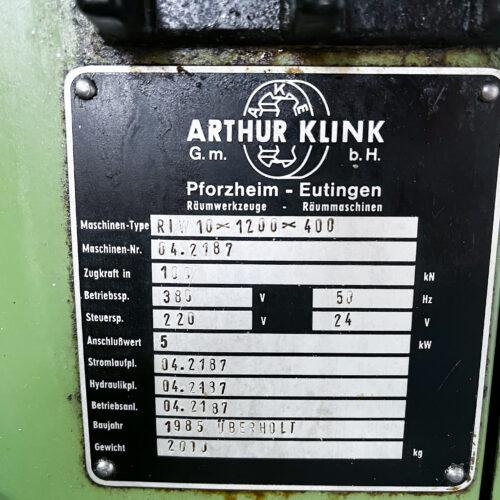 A K E
ARTHUR KLINK
G.m. b.H.
Pforzheim - Eutingen
Räumwerkzeuge - Räummaschinen
Maschinen-Type RIW 10×1200×400
Maschinen-Nr. 04.2187
Zugkraft in 100 kN
Betriebssp. 380 V 50 Hz
Steuersp. 220 V 24 V
Anschlußwert 5 kW
Stromlaufpl. 04.2187
Hydraulikpl. 04.2187
Betriebsanl. 04.2187
Baujahr 1985 ÜBERHOLT
Gewicht 2010 kg